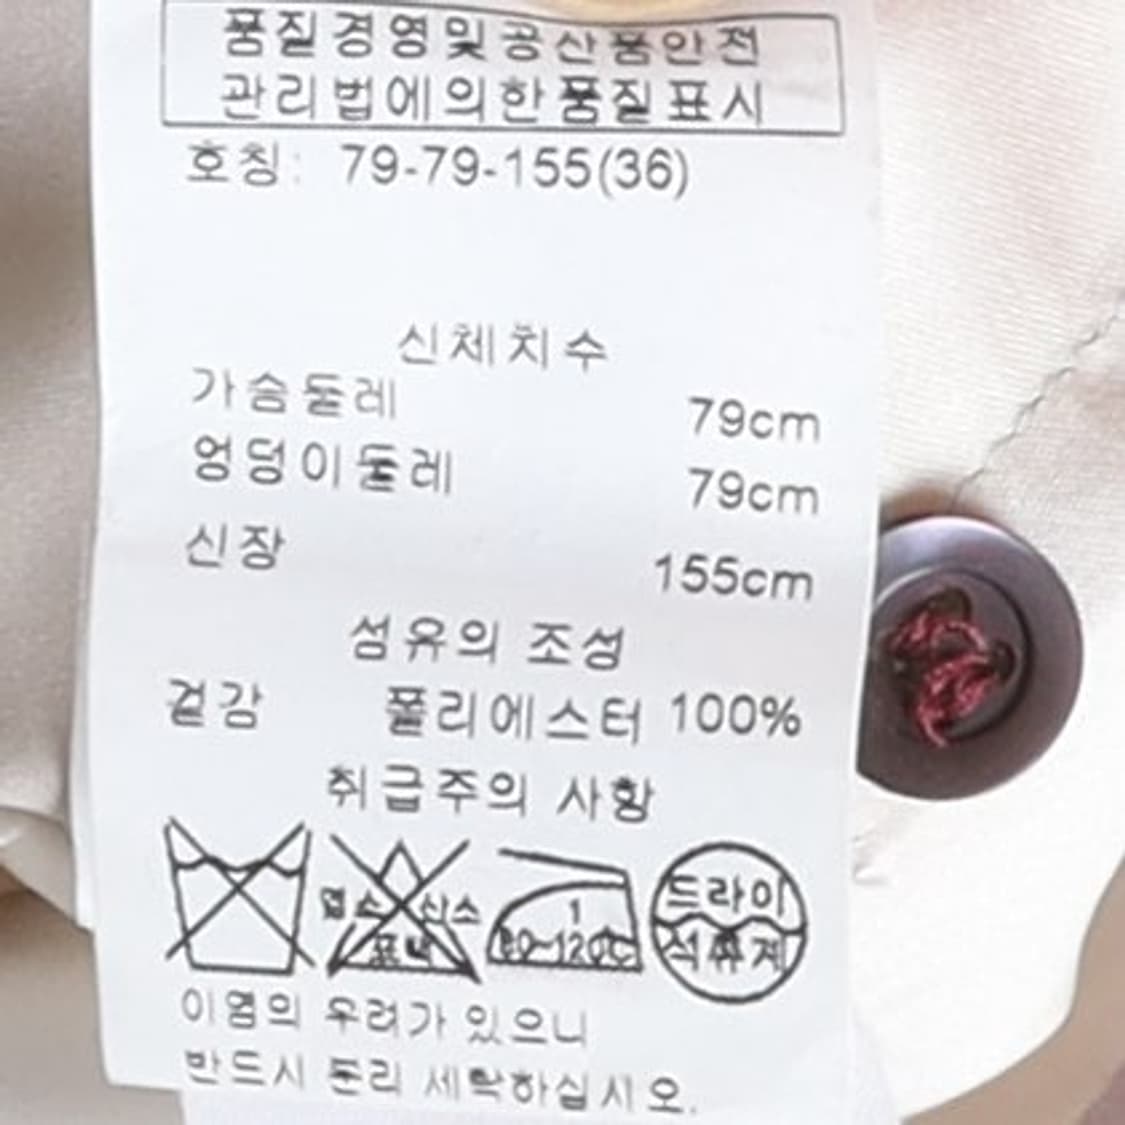 품질경영및공산품안전
관리법에의한품질표시
호칭: 79-79-155(36)
신체치수
가슴둘레 79cm
엉덩이둘레 79cm
신장 155cm
섬유의 조성
겉감 폴리에스터 100%
취급주의 사항
염소 산소
표백
1
80~120℃
드라이
석유계
이염의 우려가 있으니
반드시 분리 세탁하십시오.